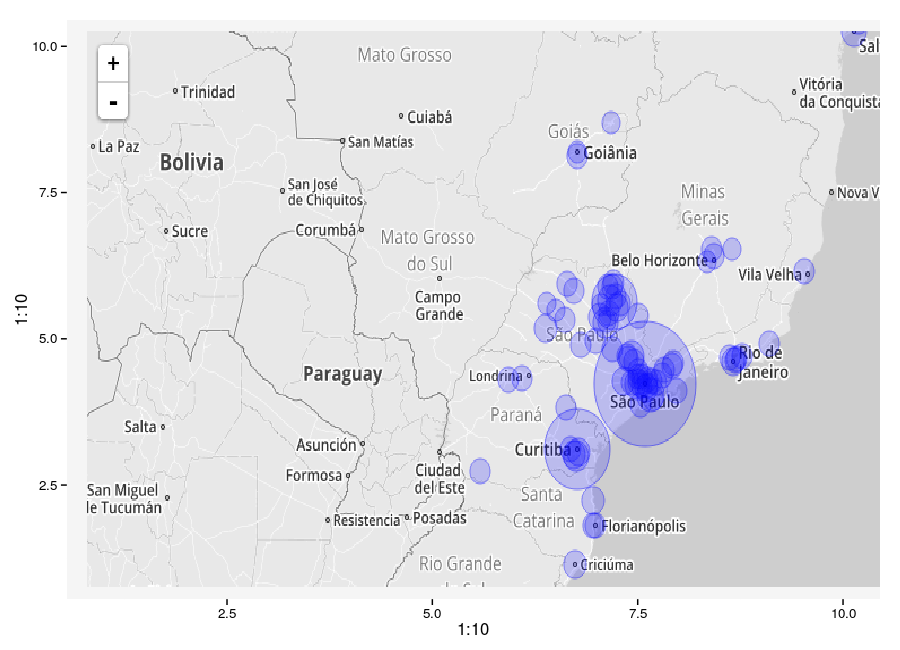 10.0
7.5
5.0
2.5
1:10
+
-
Mato Grosso
Sal
Trinidad
Vitória
da Conquista
Cuiabá
Goiás
La Paz
San Matías
Goiânia
Bolivia
San José
de Chiquitos
Minas
Gerais
Nova V
Sucre
Corumbá
Mato Grosso
do Sul
Belo Horizonte
Vila Velha
Campo
Grande
São Paulo
Rio de
Janeiro
Paraguay
Londrina
São Paulo
Paraná
Salta
Asunción
Curitiba
Formosa
Ciudad
del Este
San Miguel
de Tucumán
Santa
Catarina
Resistencia
Posadas
Florianópolis
Rio Grande
do Sul
Criciúma
2.5
5.0
7.5
10.0
1:10